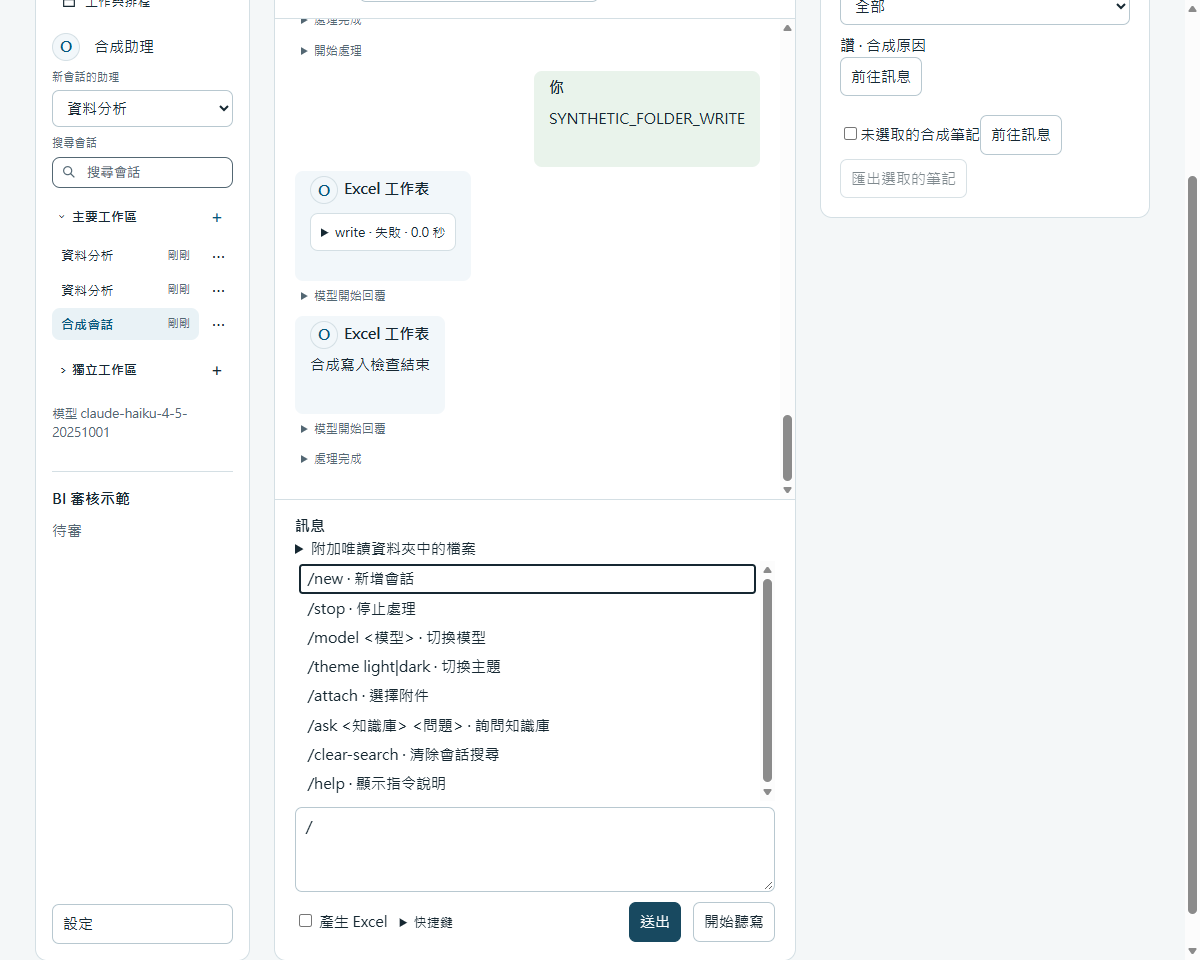 工作與排程
O 合成助理
新會話的助理
資料分析
搜尋會話
搜尋會話
主要工作區 +
資料分析 剛剛 ...
資料分析 剛剛 ...
合成會話 剛剛 ...
獨立工作區 +
模型 claude-haiku-4-5-
20251001
BI 審核示範
待審
設定
處理完成
開始處理
你
SYNTHETIC_FOLDER_WRITE
O Excel 工作表
write · 失敗 · 0.0 秒
模型開始回覆
O Excel 工作表
合成寫入檢查結束
模型開始回覆
處理完成
訊息
附加唯讀資料夾中的檔案
/new · 新增會話
/stop · 停止處理
/model <模型> · 切換模型
/theme light|dark · 切換主題
/attach · 選擇附件
/ask <知識庫> <問題> · 詢問知識庫
/clear-search · 清除會話搜尋
/help · 顯示指令說明
/
產生 Excel 快捷鍵 送出 開始聽寫
全部
讚 · 合成原因
前往訊息
未選取的合成筆記 前往訊息
匯出選取的筆記